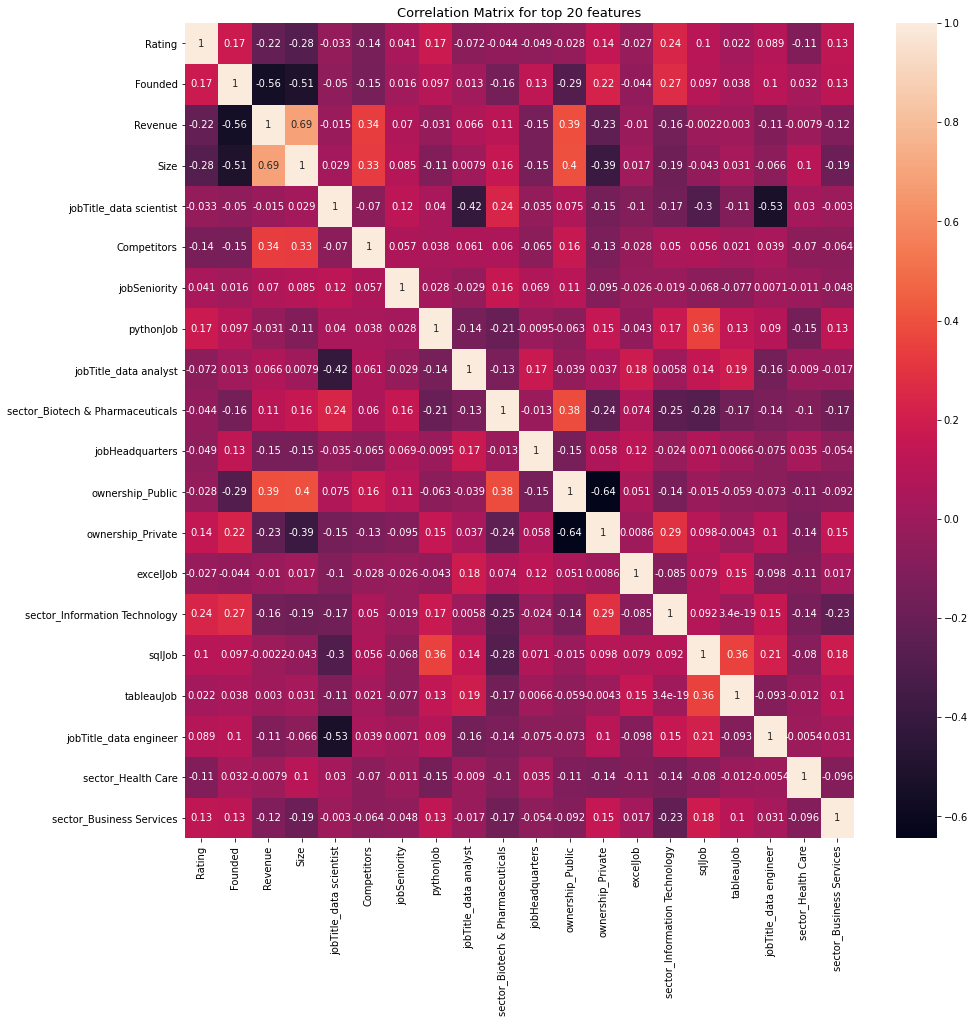 Correlation Matrix for top 20 features
Rating 1 0.17 -0.22 -0.28 -0.033 -0.14 0.041 0.17 -0.072 -0.044 -0.049 -0.028 0.14 -0.027 0.24 0.1 0.022 0.089 -0.11 0.13
Founded 0.17 1 -0.56 -0.51 -0.05 -0.15 0.016 0.097 0.013 -0.16 0.13 -0.29 0.22 -0.044 0.27 0.097 0.038 0.1 0.032 0.13
Revenue -0.22 -0.56 1 0.69 -0.015 0.34 0.07 -0.031 0.066 0.11 -0.15 0.39 -0.23 -0.01 -0.16 -0.0022 0.003 -0.11 -0.0079 -0.12
Size -0.28 -0.51 0.69 1 0.029 0.33 0.085 -0.11 0.0079 0.16 -0.15 0.4 -0.39 0.017 -0.19 -0.043 0.031 -0.066 0.1 -0.19
jobTitle_data scientist -0.033 -0.05 -0.015 0.029 1 -0.07 0.12 0.04 -0.42 0.24 -0.035 0.075 -0.15 -0.1 -0.17 -0.3 -0.11 -0.53 0.03 -0.003
Competitors -0.14 -0.15 0.34 0.33 -0.07 1 0.057 0.038 0.061 0.06 -0.065 0.16 -0.13 -0.028 0.05 0.056 0.021 0.039 -0.07 -0.064
jobSeniority 0.041 0.016 0.07 0.085 0.12 0.057 1 0.028 -0.029 0.16 0.069 0.11 -0.095 -0.026 -0.019 -0.068 -0.077 0.0071 -0.011 -0.048
pythonJob 0.17 0.097 -0.031 -0.11 0.04 0.038 0.028 1 -0.14 -0.21 -0.0095 -0.063 0.15 -0.043 0.17 0.36 0.13 0.09 -0.15 0.13
jobTitle_data analyst -0.072 0.013 0.066 0.0079 -0.42 0.061 -0.029 -0.14 1 -0.13 0.17 -0.039 0.037 0.18 0.0058 0.14 0.19 -0.16 -0.009 -0.017
sector_Biotech & Pharmaceuticals -0.044 -0.16 0.11 0.16 0.24 0.06 0.16 -0.21 -0.13 1 -0.013 0.38 -0.24 0.074 -0.25 -0.28 -0.17 -0.14 -0.1 -0.17
jobHeadquarters -0.049 0.13 -0.15 -0.15 -0.035 -0.065 0.069 -0.0095 0.17 -0.013 1 -0.15 0.058 0.12 -0.024 0.071 0.0066 -0.075 0.035 -0.054
ownership_Public -0.028 -0.29 0.39 0.4 0.075 0.16 0.11 -0.063 -0.039 0.38 -0.15 1 -0.64 0.051 -0.14 -0.015 -0.059 -0.073 -0.11 -0.092
ownership_Private 0.14 0.22 -0.23 -0.39 -0.15 -0.13 -0.095 0.15 0.037 -0.24 0.058 -0.64 1 0.0086 0.29 0.098 -0.0043 0.1 -0.14 0.15
excelJob -0.027 -0.044 -0.01 0.017 -0.1 -0.028 -0.026 -0.043 0.18 0.074 0.12 0.051 0.0086 1 -0.085 0.079 0.15 -0.098 -0.11 0.017
sector_Information Technology 0.24 0.27 -0.16 -0.19 -0.17 0.05 -0.019 0.17 0.0058 -0.25 -0.024 -0.14 0.29 -0.085 1 0.092 3.4e-19 0.15 -0.14 -0.23
sqlJob 0.1 0.097 -0.0022 -0.043 -0.3 0.056 -0.068 0.36 0.14 -0.28 0.071 -0.015 0.098 0.079 0.092 1 0.36 0.21 -0.08 0.18
tableauJob 0.022 0.038 0.003 0.031 -0.11 0.021 -0.077 0.13 0.19 -0.17 0.0066 -0.059 -0.0043 0.15 3.4e-19 0.36 1 -0.093 -0.012 0.1
jobTitle_data engineer 0.089 0.1 -0.11 -0.066 -0.53 0.039 0.0071 0.09 -0.16 -0.14 -0.075 -0.073 0.1 -0.098 0.15 0.21 -0.093 1 -0.0054 0.031
sector_Health Care -0.11 0.032 -0.0079 0.1 0.03 -0.07 -0.011 -0.15 -0.009 -0.1 0.035 -0.11 -0.14 -0.11 -0.14 -0.08 -0.012 -0.0054 1 -0.096
sector_Business Services 0.13 0.13 -0.12 -0.19 -0.003 -0.064 -0.048 0.13 -0.017 -0.17 -0.054 -0.092 0.15 0.017 -0.23 0.18 0.1 0.031 -0.096 1
Rating
Founded
Revenue
Size
jobTitle_data scientist
Competitors
jobSeniority
pythonJob
jobTitle_data analyst
sector_Biotech & Pharmaceuticals
jobHeadquarters
ownership_Public
ownership_Private
excelJob
sector_Information Technology
sqlJob
tableauJob
jobTitle_data engineer
sector_Health Care
sector_Business Services
1.0
0.8
0.6
0.4
0.2
0.0
−0.2
−0.4
−0.6